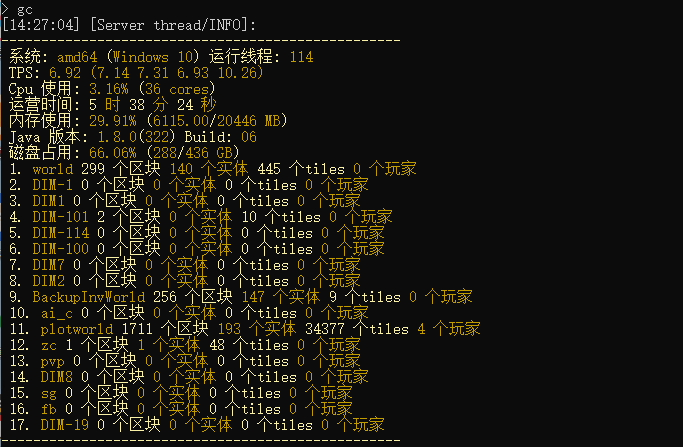 > gc
[14:27:04] [Server thread/INFO]:
--------------------------------------------------
系统: amd64 (Windows 10) 运行线程: 114
TPS: 6.92 (7.14 7.31 6.93 10.26)
Cpu 使用: 3.16% (36 cores)
运营时间: 5 时 38 分 24 秒
内存使用: 29.91% (6115.00/20446 MB)
Java 版本: 1.8.0(322) Build: 06
磁盘占用: 66.06% (288/436 GB)
1. world 299 个区块 140 个实体 445 个tiles 0 个玩家
2. DIM-1 0 个区块 0 个实体 0 个tiles 0 个玩家
3. DIM1 0 个区块 0 个实体 0 个tiles 0 个玩家
4. DIM-101 2 个区块 0 个实体 10 个tiles 0 个玩家
5. DIM-114 0 个区块 0 个实体 0 个tiles 0 个玩家
6. DIM-100 0 个区块 0 个实体 0 个tiles 0 个玩家
7. DIM7 0 个区块 0 个实体 0 个tiles 0 个玩家
8. DIM2 0 个区块 0 个实体 0 个tiles 0 个玩家
9. BackupInvWorld 256 个区块 147 个实体 9 个tiles 0 个玩家
10. ai_c 0 个区块 0 个实体 0 个tiles 0 个玩家
11. plotworld 1711 个区块 193 个实体 34377 个tiles 4 个玩家
12. zc 1 个区块 1 个实体 48 个tiles 0 个玩家
13. pvp 0 个区块 0 个实体 0 个tiles 0 个玩家
14. DIM8 0 个区块 0 个实体 0 个tiles 0 个玩家
15. sg 0 个区块 0 个实体 0 个tiles 0 个玩家
16. fb 0 个区块 0 个实体 0 个tiles 0 个玩家
17. DIM-19 0 个区块 0 个实体 0 个tiles 0 个玩家
--------------------------------------------------